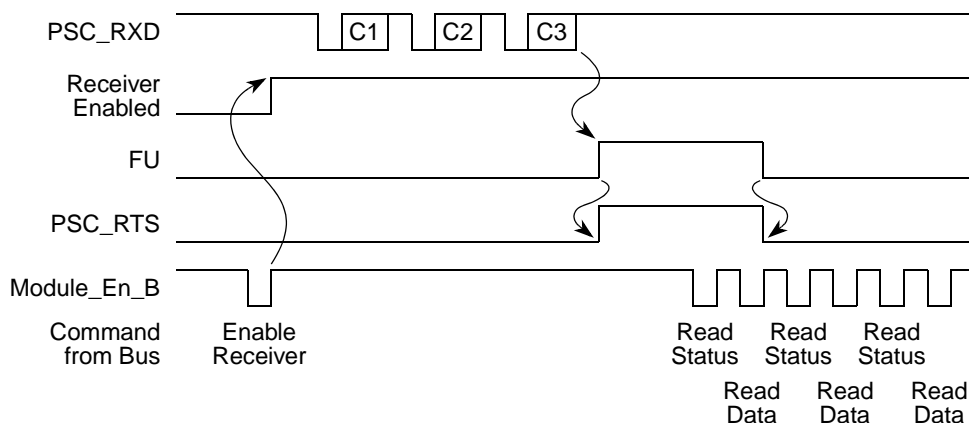 PSC_RXD
C1 C2 C3
Receiver
Enabled
FU
PSC_RTS
Module_En_B
Command
from Bus
Enable
Receiver
Read
Status
Read
Status
Read
Status
Read
Data
Read
Data
Read
Data